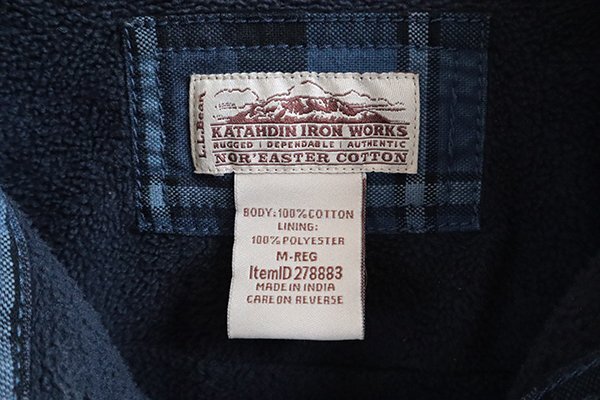 L.L.Bean
KATAHDIN IRON WORKS
RUGGED | DEPENDABLE | AUTHENTIC
NOR'EASTER COTTON
BODY: 100% COTTON
LINING:
100% POLYESTER
M-REG
ItemID 278883
MADE IN INDIA
CARE ON REVERSE